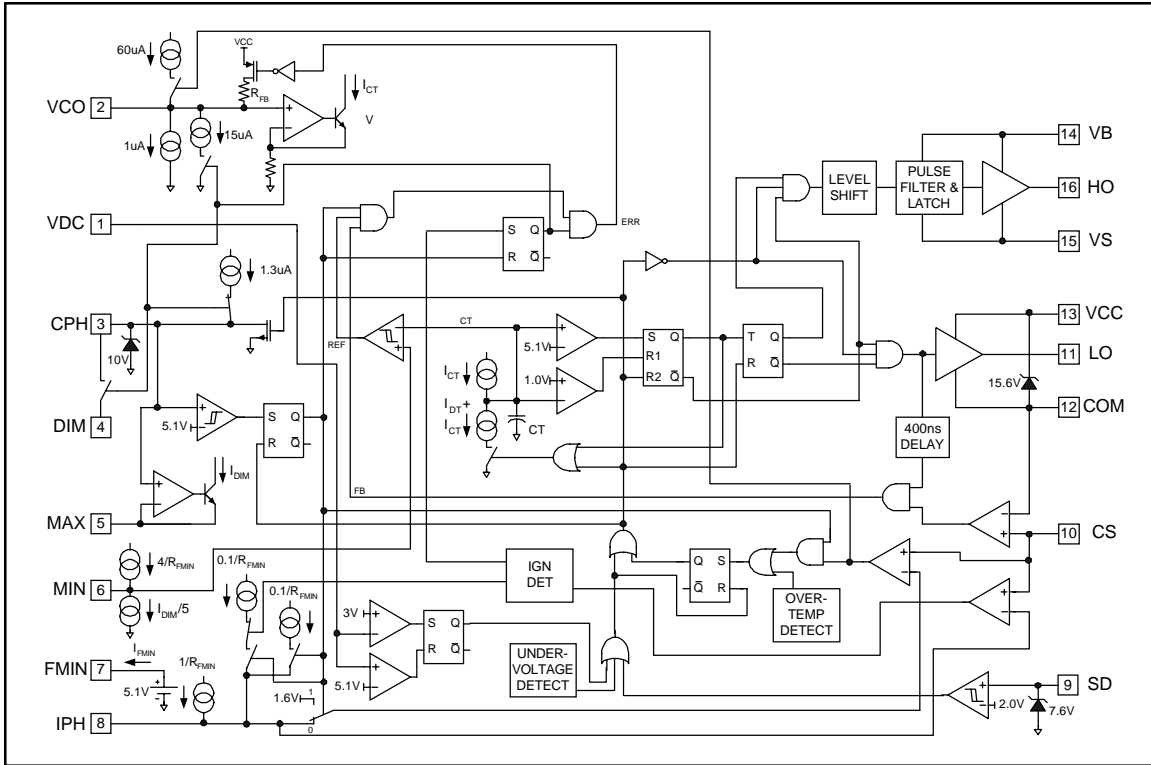 60uA
VCC
R_FB
I_CT
VCO 2
V
1uA
15uA
14 VB
LEVEL SHIFT
PULSE FILTER & LATCH
16 HO
15 VS
VDC 1
S Q
R Q̅
ERR
1.3uA
CPH 3
10V
REF
CT
5.1V
S Q
R1
R2 Q̅
T Q
R Q̅
13 VCC
11 LO
15.6V
12 COM
I_CT
1.0V
I_DT +
I_CT
CT
DIM 4
5.1V
S Q
R Q̅
400ns DELAY
I_DIM
FB
MAX 5
10 CS
4/R_FMIN
0.1/R_FMIN
MIN 6
I_DIM/5
0.1/R_FMIN
IGN DET
Q S
Q̅ R
OVER-
TEMP
DETECT
3V
S Q
R Q̅
5.1V
UNDER-
VOLTAGE
DETECT
I_FMIN
FMIN 7
1/R_FMIN
5.1V
1.6V
1
0
IPH 8
9 SD
2.0V
7.6V